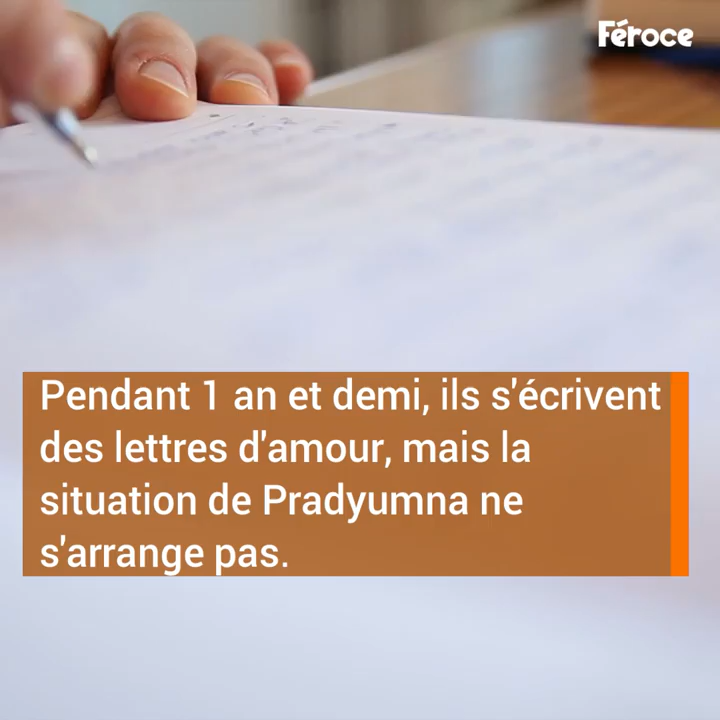 Féroce
Pendant 1 an et demi, ils s'écrivent
des lettres d'amour, mais la
situation de Pradyumna ne
s'arrange pas.